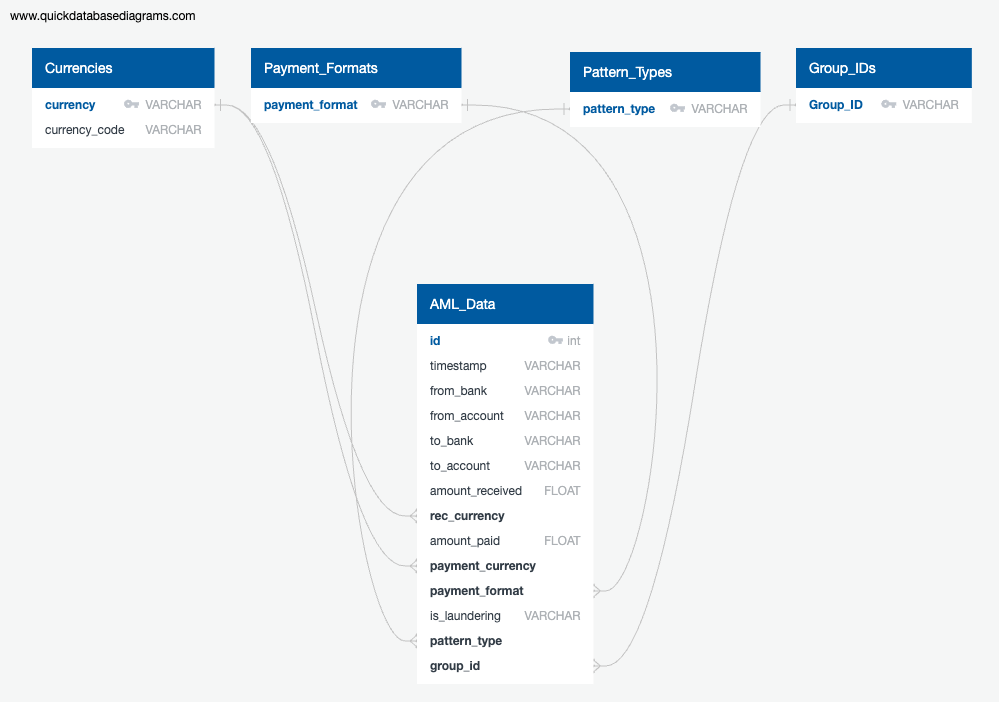 www.quickdatabasediagrams.com
Currencies
currency VARCHAR
currency_code VARCHAR
Payment_Formats
payment_format VARCHAR
Pattern_Types
pattern_type VARCHAR
Group_IDs
Group_ID VARCHAR
AML_Data
id int
timestamp VARCHAR
from_bank VARCHAR
from_account VARCHAR
to_bank VARCHAR
to_account VARCHAR
amount_received FLOAT
rec_currency
amount_paid FLOAT
payment_currency
payment_format
is_laundering VARCHAR
pattern_type
group_id